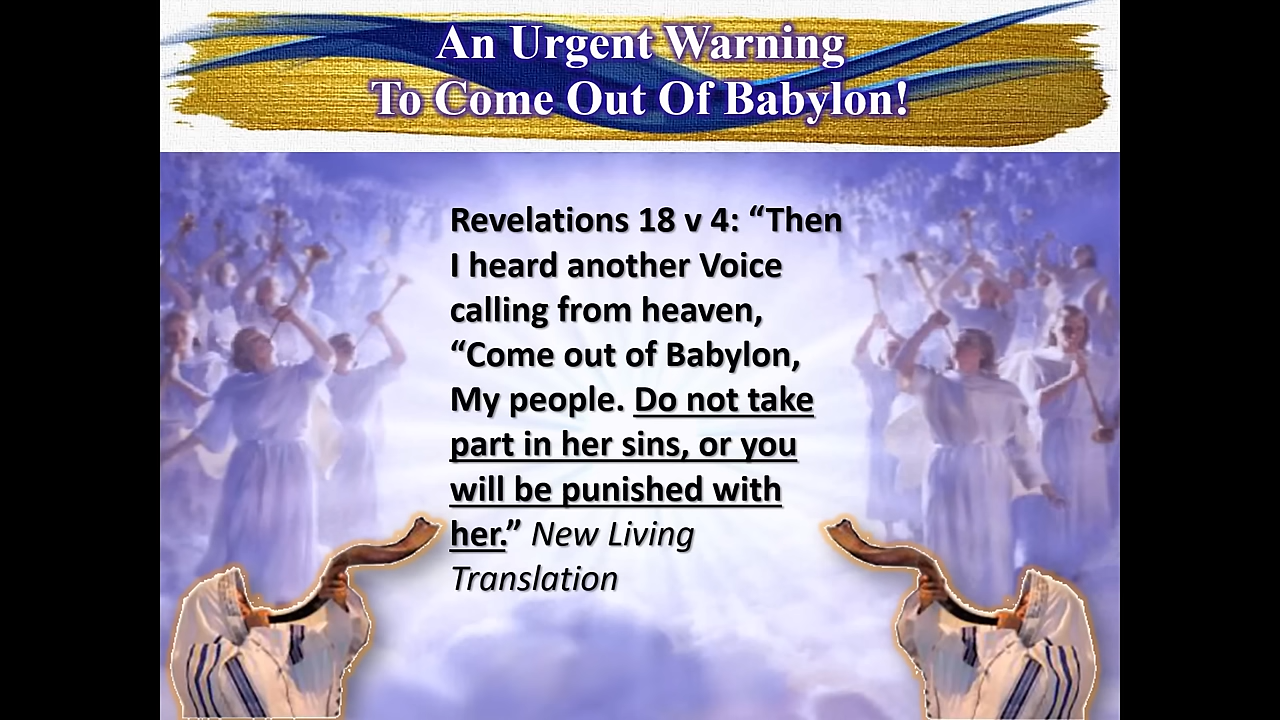 An Urgent Warning
To Come Out Of Babylon!
Revelations 18 v 4: “Then
I heard another Voice
calling from heaven,
“Come out of Babylon,
My people. Do not take
part in her sins, or you
will be punished with
her.” New Living
Translation